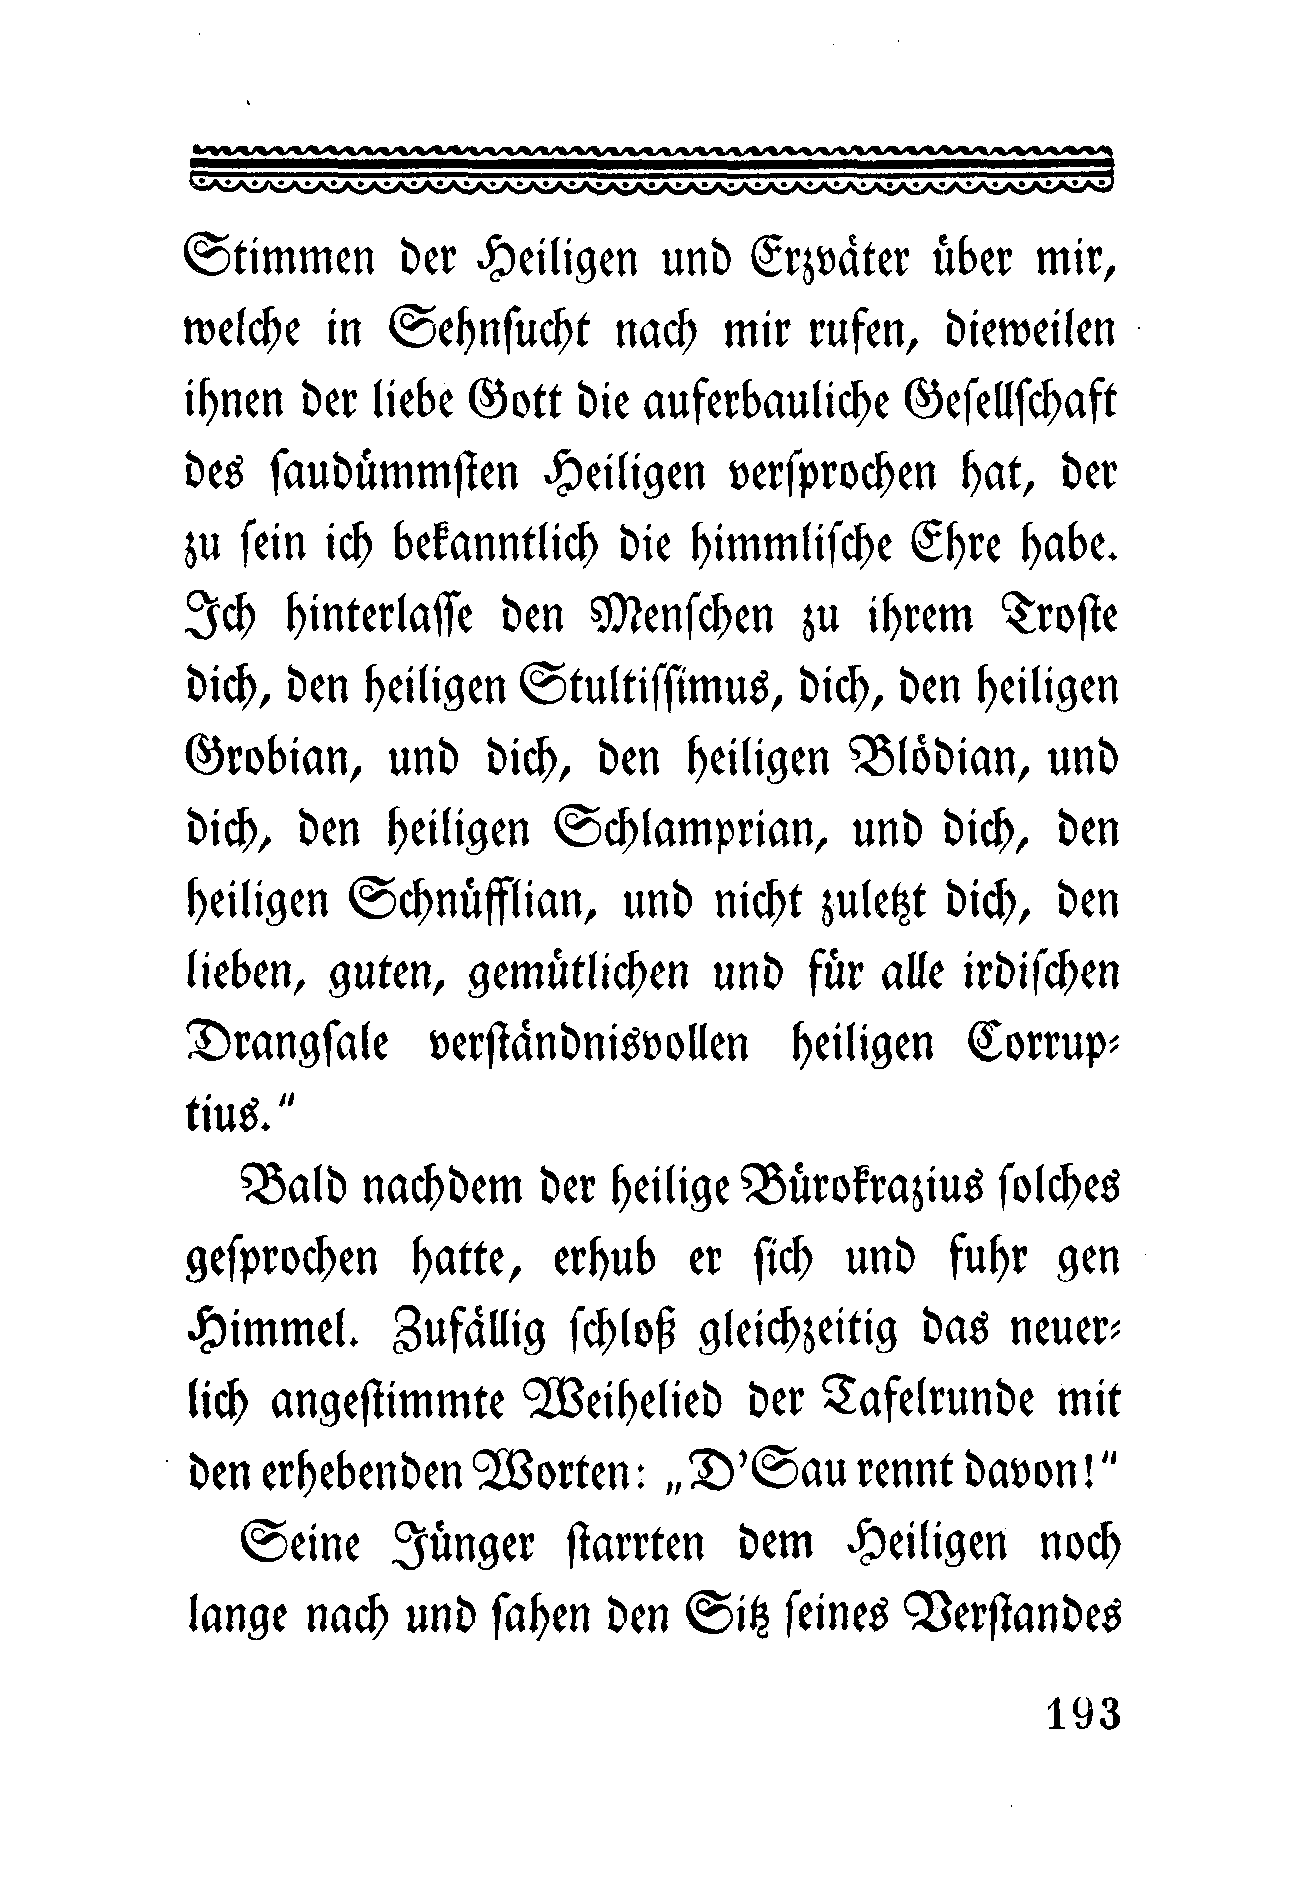 Stimmen der Heiligen und Erzväter über mir,
welche in Sehnſucht nach mir rufen, dieweilen
ihnen der liebe Gott die auferbauliche Geſellſchaft
des ſaudümmſten Heiligen verſprochen hat, der
zu ſein ich bekanntlich die himmliſche Ehre habe.
Ich hinterlaſſe den Menſchen zu ihrem Troſte
dich, den heiligen Stultiſſimus, dich, den heiligen
Grobian, und dich, den heiligen Blödian, und
dich, den heiligen Schlamprian, und dich, den
heiligen Schnüfflian, und nicht zuletzt dich, den
lieben, guten, gemütlichen und für alle irdiſchen
Drangſale verſtändnisvollen heiligen Corrup⸗
tius.“
Bald nachdem der heilige Bürokrazius ſolches
geſprochen hatte, erhub er ſich und fuhr gen
Himmel. Zufällig ſchloß gleichzeitig das neuer⸗
lich angeſtimmte Weihelied der Tafelrunde mit
den erhebenden Worten: „D’Sau rennt davon!“
Seine Jünger ſtarrten dem Heiligen noch
lange nach und ſahen den Sitz ſeines Verſtandes
193